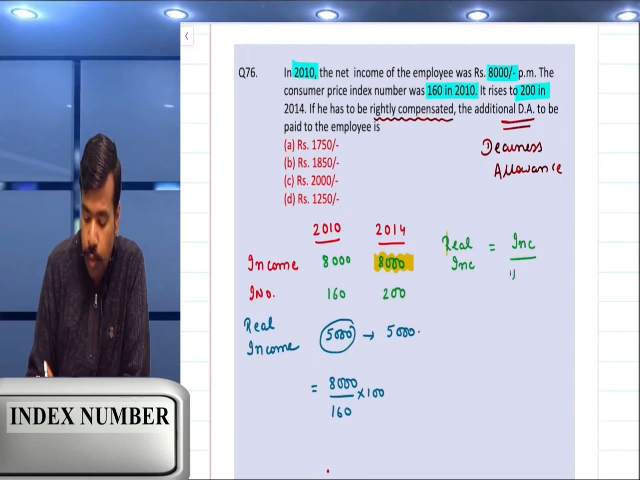 Q76. In 2010, the net income of the employee was Rs. 8000/- p.m. The
consumer price index number was 160 in 2010. It rises to 200 in
2014. If he has to be rightly compensated, the additional D.A. to be
paid to the employee is
(a) Rs. 1750/-
(b) Rs. 1850/-
(c) Rs. 2000/-
(d) Rs. 1250/-
Dearness
Allowance
2010 2014
Income 8000 8000
INo. 160 200
Real
Income 5000 → 5000.
= 8000/160 × 100
Real
Inc = Inc
INDEX NUMBER